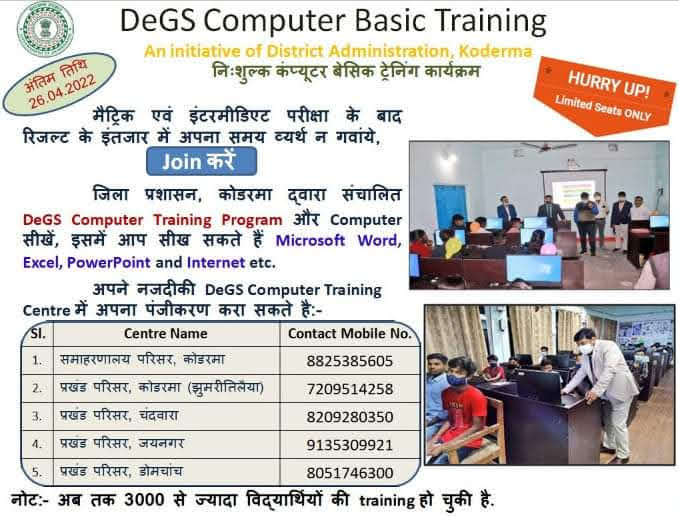 DeGS Computer Basic Training
An initiative of District Administration, Koderma
निःशुल्क कंप्यूटर बेसिक ट्रेनिंग कार्यक्रम
अंतिम तिथि
26.04.2022
HURRY UP!
Limited Seats ONLY
मैट्रिक एवं इंटरमीडिएट परीक्षा के बाद
रिजल्ट के इंतजार में अपना समय व्यर्थ न गवांये,
Join करें
जिला प्रशासन, कोडरमा द्वारा संचालित
DeGS Computer Training Program और Computer
सीखें, इसमें आप सीख सकते हैं Microsoft Word,
Excel, PowerPoint and Internet etc.
अपने नजदीकी DeGS Computer Training
Centre में अपना पंजीकरण करा सकते है:-
Sl. Centre Name Contact Mobile No.
1. समाहरणालय परिसर, कोडरमा 8825385605
2. प्रखंड परिसर, कोडरमा (झुमरीतिलैया) 7209514258
3. प्रखंड परिसर, चंदवारा 8209280350
4. प्रखंड परिसर, जयनगर 9135309921
5. प्रखंड परिसर, डोमचांच 8051746300
नोट:- अब तक 3000 से ज्यादा विद्यार्थियों की training हो चुकी है.